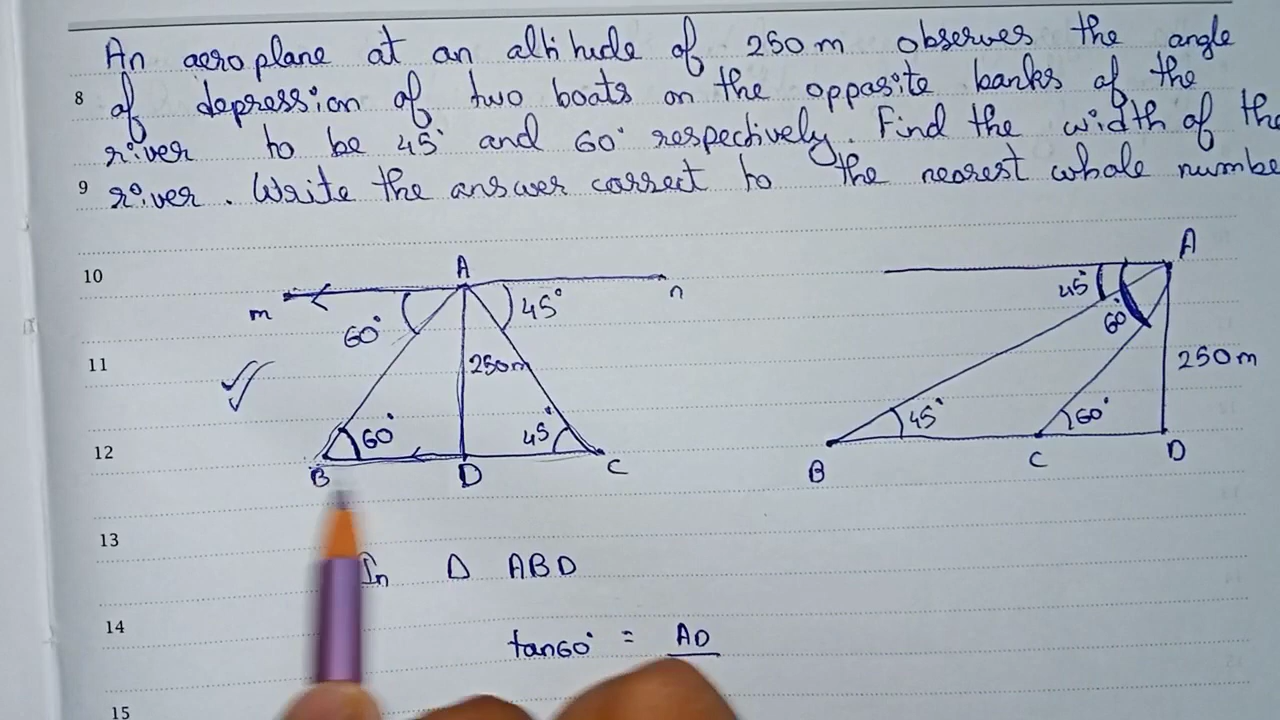 An aeroplane at an altitude of 250 m observes the angle
8 of depression of two boats on the opposite banks of the
river to be 45° and 60° respectively. Find the width of the
9 river. Write the answer correct to the nearest whole numbe
10
A
m
n
60°
45°
250m
60°
45°
B
D
C
A
45°
60°
250 m
45°
60°
B
C
D
11
12
13
In Δ ABD
14
tan60° = AD
15